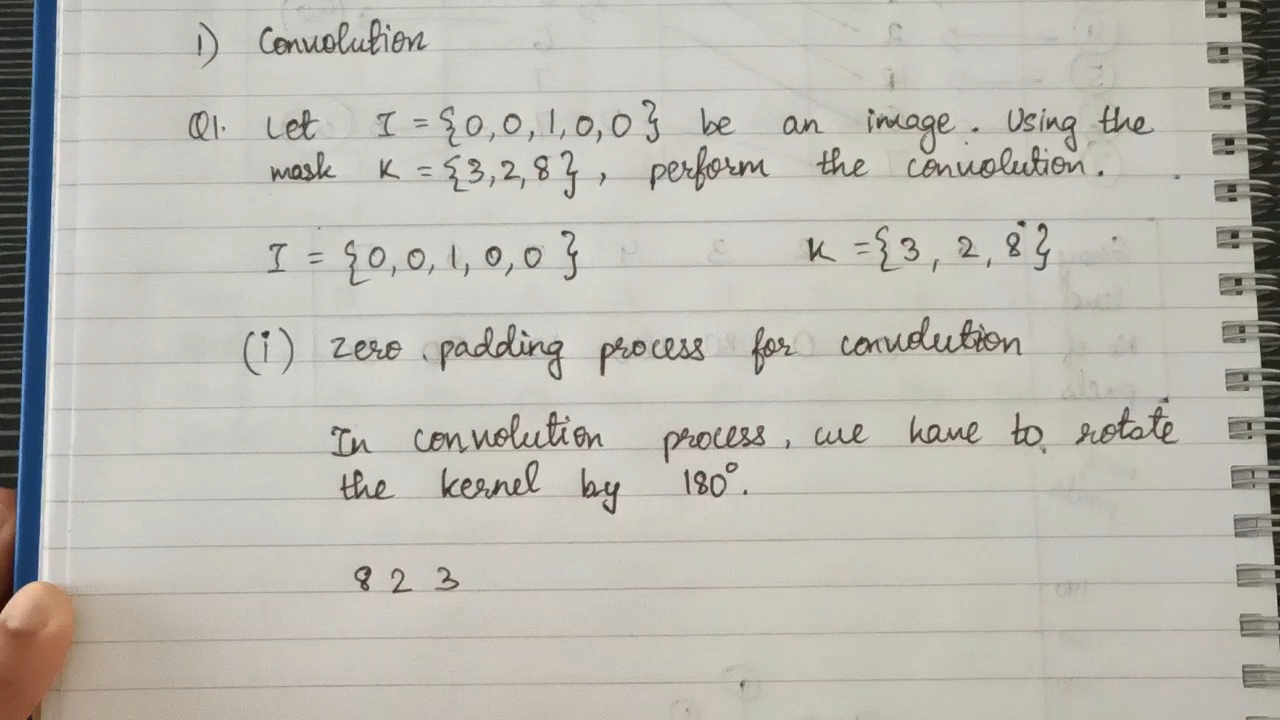 1) Convolution
Q1. Let I = {0,0,1,0,0} be an image. Using the
mask K = {3,2,8}, perform the convolution.
I = {0,0,1,0,0} K = {3, 2, 8}
(i) zero padding process for convolution
In convolution process, we have to rotate
the kernel by 180°.
8 2 3